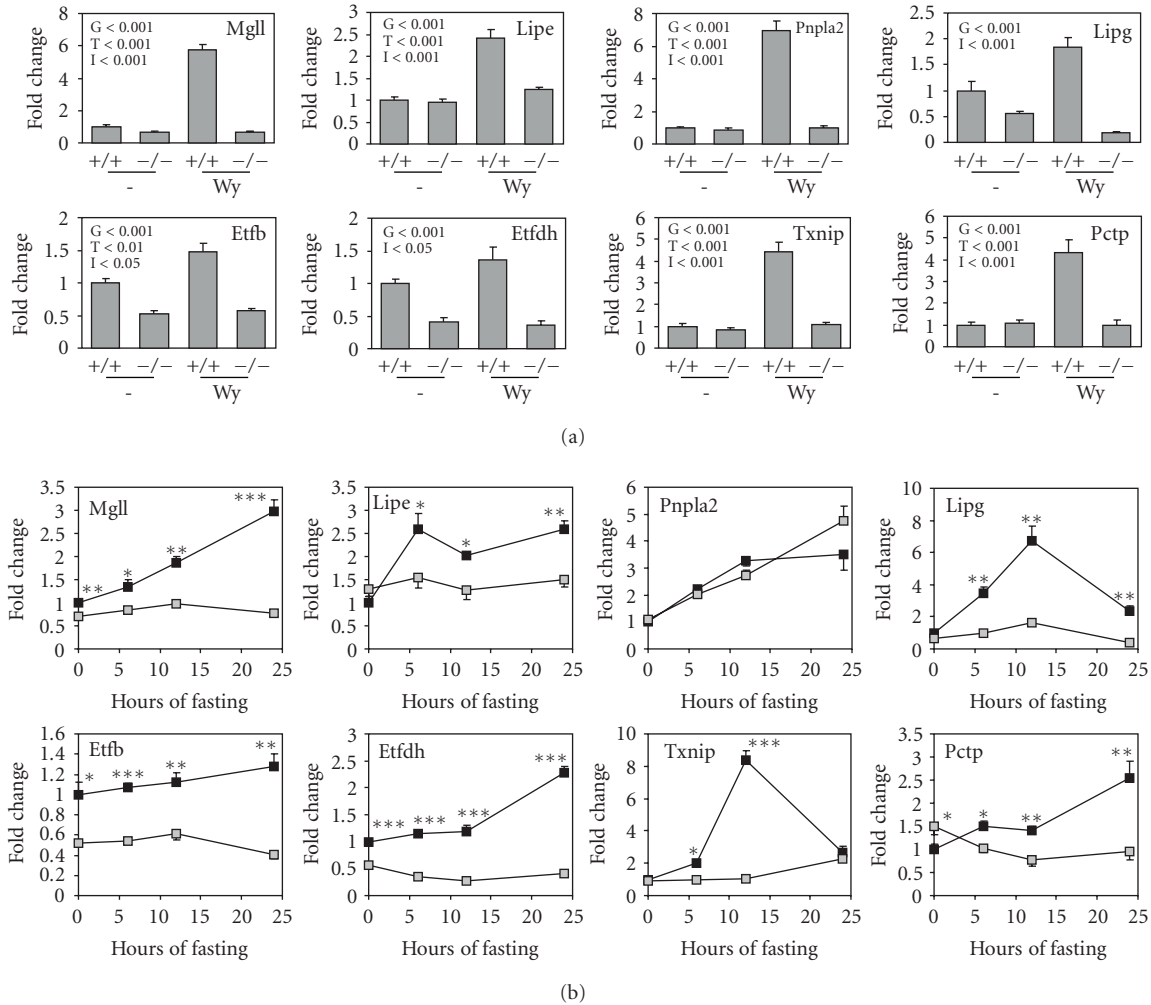 Mgll
G < 0.001
T < 0.001
I < 0.001
Fold change
8
6
4
2
0
+/+ −/− +/+ −/−
- Wy
Lipe
G < 0.001
T < 0.001
I < 0.001
Fold change
3
2.5
2
1.5
1
0.5
0
+/+ −/− +/+ −/−
- Wy
Pnpla2
G < 0.001
T < 0.001
I < 0.001
Fold change
8
6
4
2
0
+/+ −/− +/+ −/−
- Wy
Lipg
G < 0.001
T < 0.001
I < 0.001
Fold change
2.5
2
1.5
1
0.5
0
+/+ −/− +/+ −/−
- Wy
Etfb
G < 0.001
T < 0.01
I < 0.05
Fold change
2
1.5
1
0.5
0
+/+ −/− +/+ −/−
- Wy
Etfdh
G < 0.001
I < 0.05
Fold change
2
1.5
1
0.5
0
+/+ −/− +/+ −/−
- Wy
Txnip
G < 0.001
T < 0.001
I < 0.001
Fold change
6
5
4
3
2
1
0
+/+ −/− +/+ −/−
- Wy
Pctp
G < 0.001
T < 0.001
I < 0.001
Fold change
6
5
4
3
2
1
0
+/+ −/− +/+ −/−
- Wy
(a)
Mgll
Fold change
3.5
3
2.5
2
1.5
1
0.5
0
** * ** ***
0 5 10 15 20 25
Hours of fasting
Lipe
Fold change
3.5
3
2.5
2
1.5
1
0.5
0
* * **
0 5 10 15 20 25
Hours of fasting
Pnpla2
Fold change
6
5
4
3
2
1
0
0 5 10 15 20 25
Hours of fasting
Lipg
Fold change
10
8
6
4
2
0
** ** **
0 5 10 15 20 25
Hours of fasting
Etfb
Fold change
1.6
1.4
1.2
1
0.8
0.6
0.4
0.2
0
* *** ** **
0 5 10 15 20 25
Hours of fasting
Etfdh
Fold change
3
2.5
2
1.5
1
0.5
0
*** *** *** ***
0 5 10 15 20 25
Hours of fasting
Txnip
Fold change
10
8
6
4
2
0
* ***
0 5 10 15 20 25
Hours of fasting
Pctp
Fold change
3.5
3
2.5
2
1.5
1
0.5
0
* * ** **
0 5 10 15 20 25
Hours of fasting
(b)